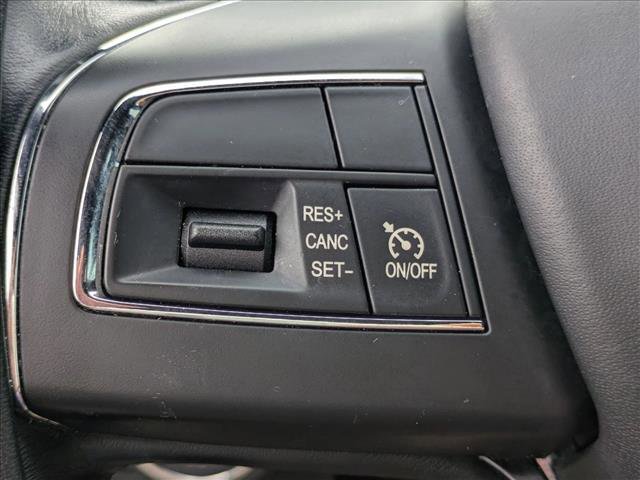 RES+
CANC
SET-
ON/OFF